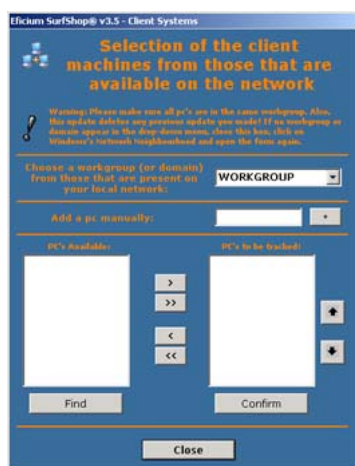 Eficium SurfShop® v3.5 - Client Systems
Selection of the client
machines from those that are
available on the network
Warning: Please make sure all pc's are in the same workgroup. Also,
this update deletes any previous update you made! If no workgroup or
domain appear in the drop-down menu, close this box, click on
Windows's Network Neighbourhood and open the form again.
Choose a workgroup (or domain)
from those that are present on
your local network:
WORKGROUP
Add a pc manually:
+
PC's Available:
PC's to be tracked:
>
>>
<
<<
Find
Confirm
Close